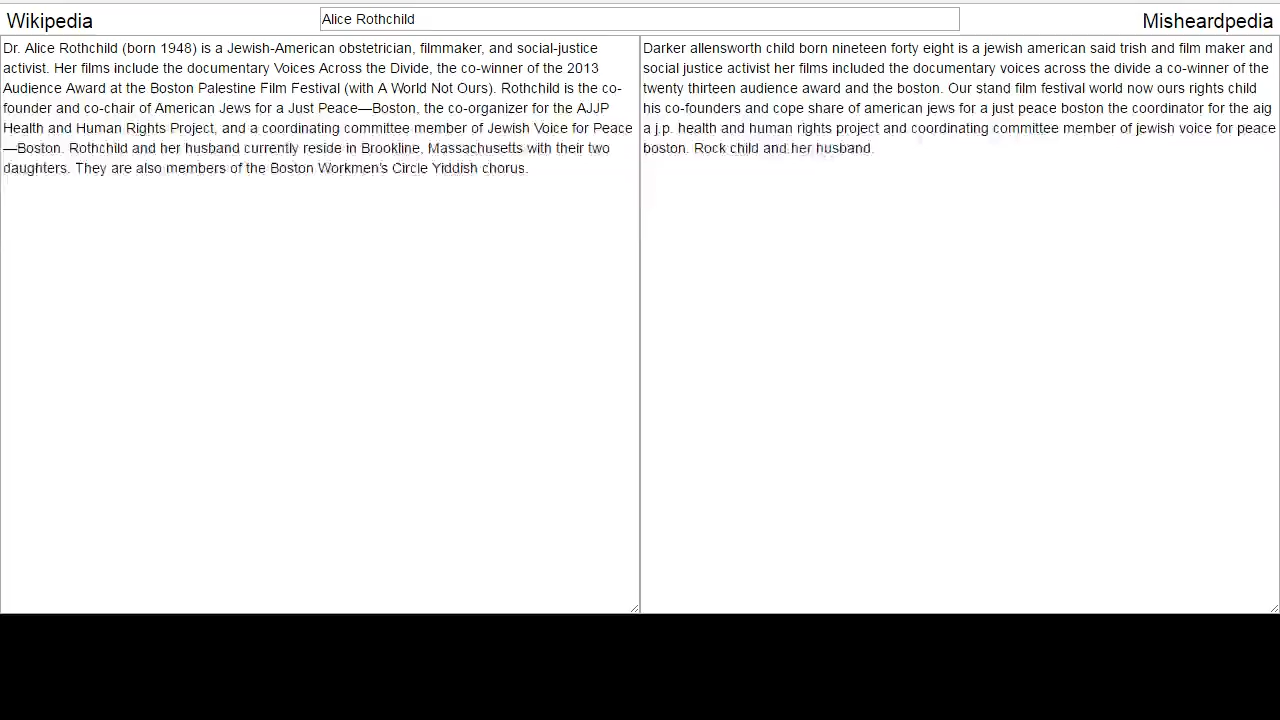 Wikipedia
Alice Rothchild
Misheardpedia
Dr. Alice Rothchild (born 1948) is a Jewish-American obstetrician, filmmaker, and social-justice
activist. Her films include the documentary Voices Across the Divide, the co-winner of the 2013
Audience Award at the Boston Palestine Film Festival (with A World Not Ours). Rothchild is the co-
founder and co-chair of American Jews for a Just Peace—Boston, the co-organizer for the AJJP
Health and Human Rights Project, and a coordinating committee member of Jewish Voice for Peace
—Boston. Rothchild and her husband currently reside in Brookline, Massachusetts with their two
daughters. They are also members of the Boston Workmen's Circle Yiddish chorus.
Darker allensworth child born nineteen forty eight is a jewish american said trish and film maker and
social justice activist her films included the documentary voices across the divide a co-winner of the
twenty thirteen audience award and the boston. Our stand film festival world now ours rights child
his co-founders and cope share of american jews for a just peace boston the coordinator for the aig
a j.p. health and human rights project and coordinating committee member of jewish voice for peace
boston. Rock child and her husband.